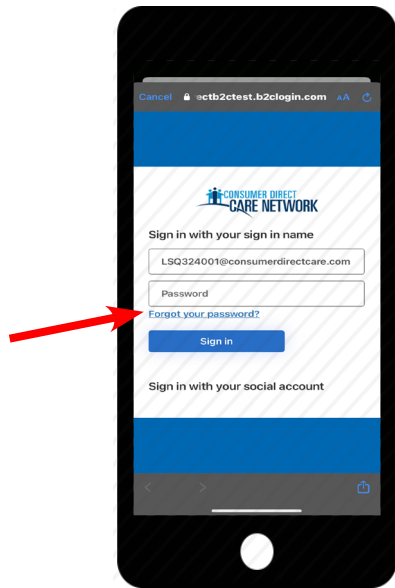 Cancel ectb2ctest.b2clogin.com AA
CONSUMER DIRECT
CARE NETWORK
Sign in with your sign in name
LSQ324001@consumerdirectcare.com
Password
Forgot your password?
Sign in
Sign in with your social account